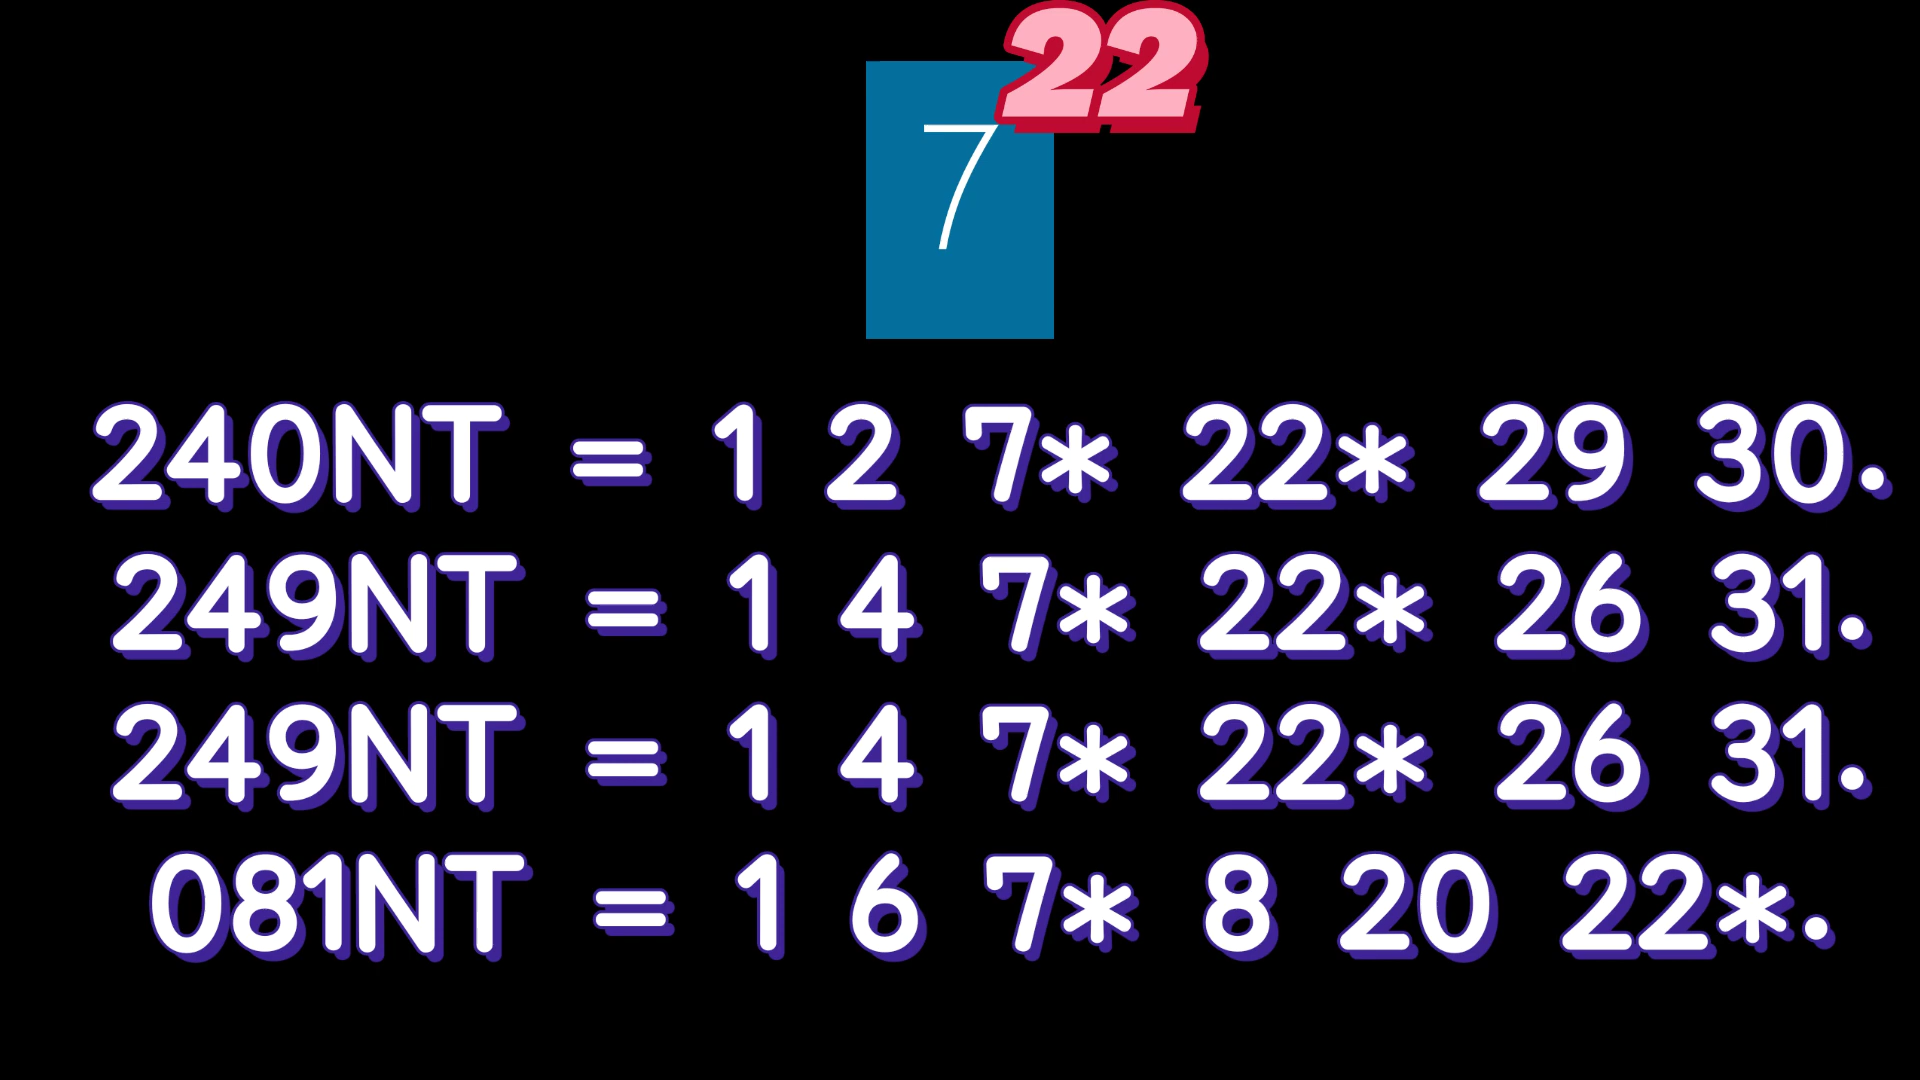 22
7
240NT = 1 2 7* 22* 29 30.
249NT = 1 4 7* 22* 26 31.
249NT = 1 4 7* 22* 26 31.
081NT = 1 6 7* 8 20 22*.